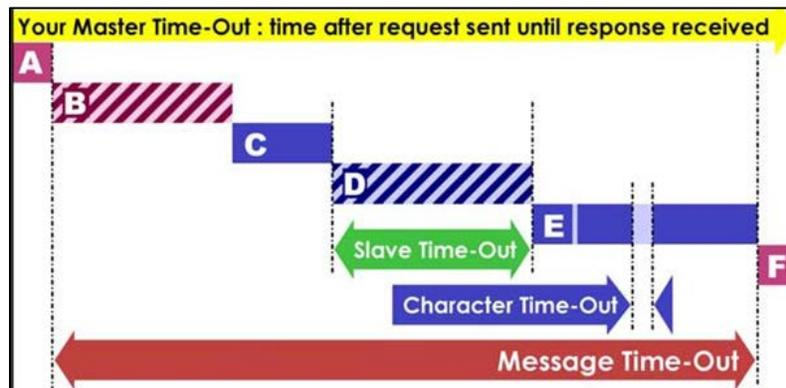 Your Master Time-Out : time after request sent until response received
A
B
C
D
E
Slave Time-Out
F
Character Time-Out
Message Time-Out